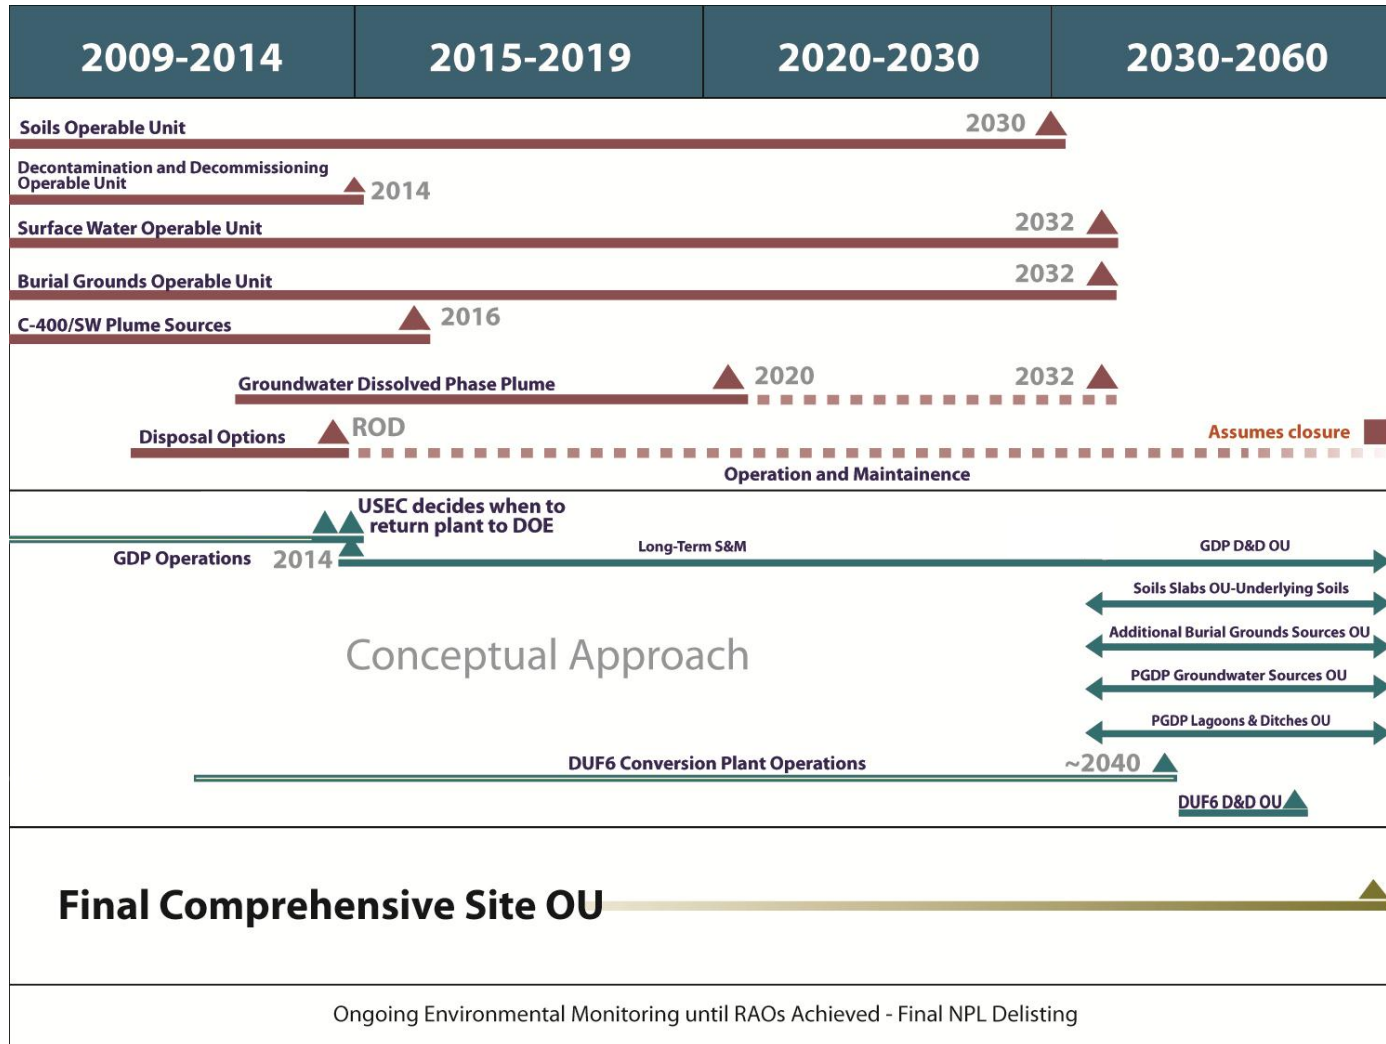 2009-2014
2015-2019
2020-2030
2030-2060
Soils Operable Unit
2030
Decontamination and Decommissioning
Operable Unit
2014
Surface Water Operable Unit
2032
Burial Grounds Operable Unit
2032
C-400/SW Plume Sources
2016
Groundwater Dissolved Phase Plume
2020
2032
Disposal Options
ROD
Assumes closure
Operation and Maintainence
USEC decides when to
return plant to DOE
GDP Operations
2014
Long-Term S&M
GDP D&D OU
Soils Slabs OU-Underlying Soils
Additional Burial Grounds Sources OU
Conceptual Approach
PGDP Groundwater Sources OU
PGDP Lagoons & Ditches OU
DUF6 Conversion Plant Operations
~2040
DUF6 D&D OU
Final Comprehensive Site OU
Ongoing Environmental Monitoring until RAOs Achieved - Final NPL Delisting